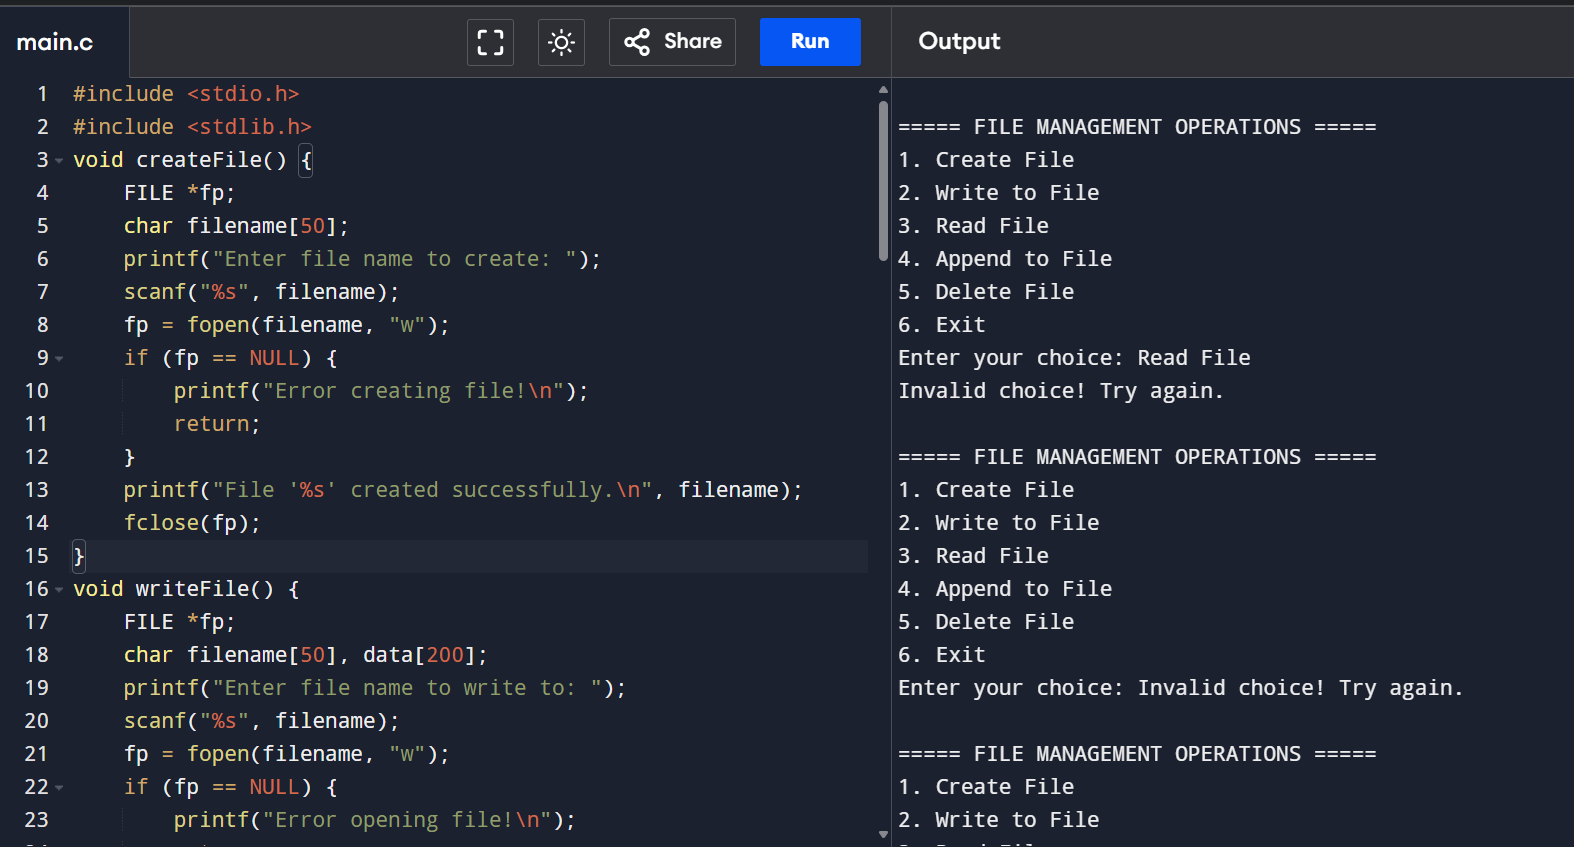 main.c
Share
Run
Output
1 #include <stdio.h>
2 #include <stdlib.h>
3 void createFile() {
4     FILE *fp;
5     char filename[50];
6     printf("Enter file name to create: ");
7     scanf("%s", filename);
8     fp = fopen(filename, "w");
9     if (fp == NULL) {
10         printf("Error creating file!\n");
11         return;
12     }
13     printf("File '%s' created successfully.\n", filename);
14     fclose(fp);
15 }
16 void writeFile() {
17     FILE *fp;
18     char filename[50], data[200];
19     printf("Enter file name to write to: ");
20     scanf("%s", filename);
21     fp = fopen(filename, "w");
22     if (fp == NULL) {
23         printf("Error opening file!\n");
===== FILE MANAGEMENT OPERATIONS =====
1. Create File
2. Write to File
3. Read File
4. Append to File
5. Delete File
6. Exit
Enter your choice: Read File
Invalid choice! Try again.
===== FILE MANAGEMENT OPERATIONS =====
1. Create File
2. Write to File
3. Read File
4. Append to File
5. Delete File
6. Exit
Enter your choice: Invalid choice! Try again.
===== FILE MANAGEMENT OPERATIONS =====
1. Create File
2. Write to File